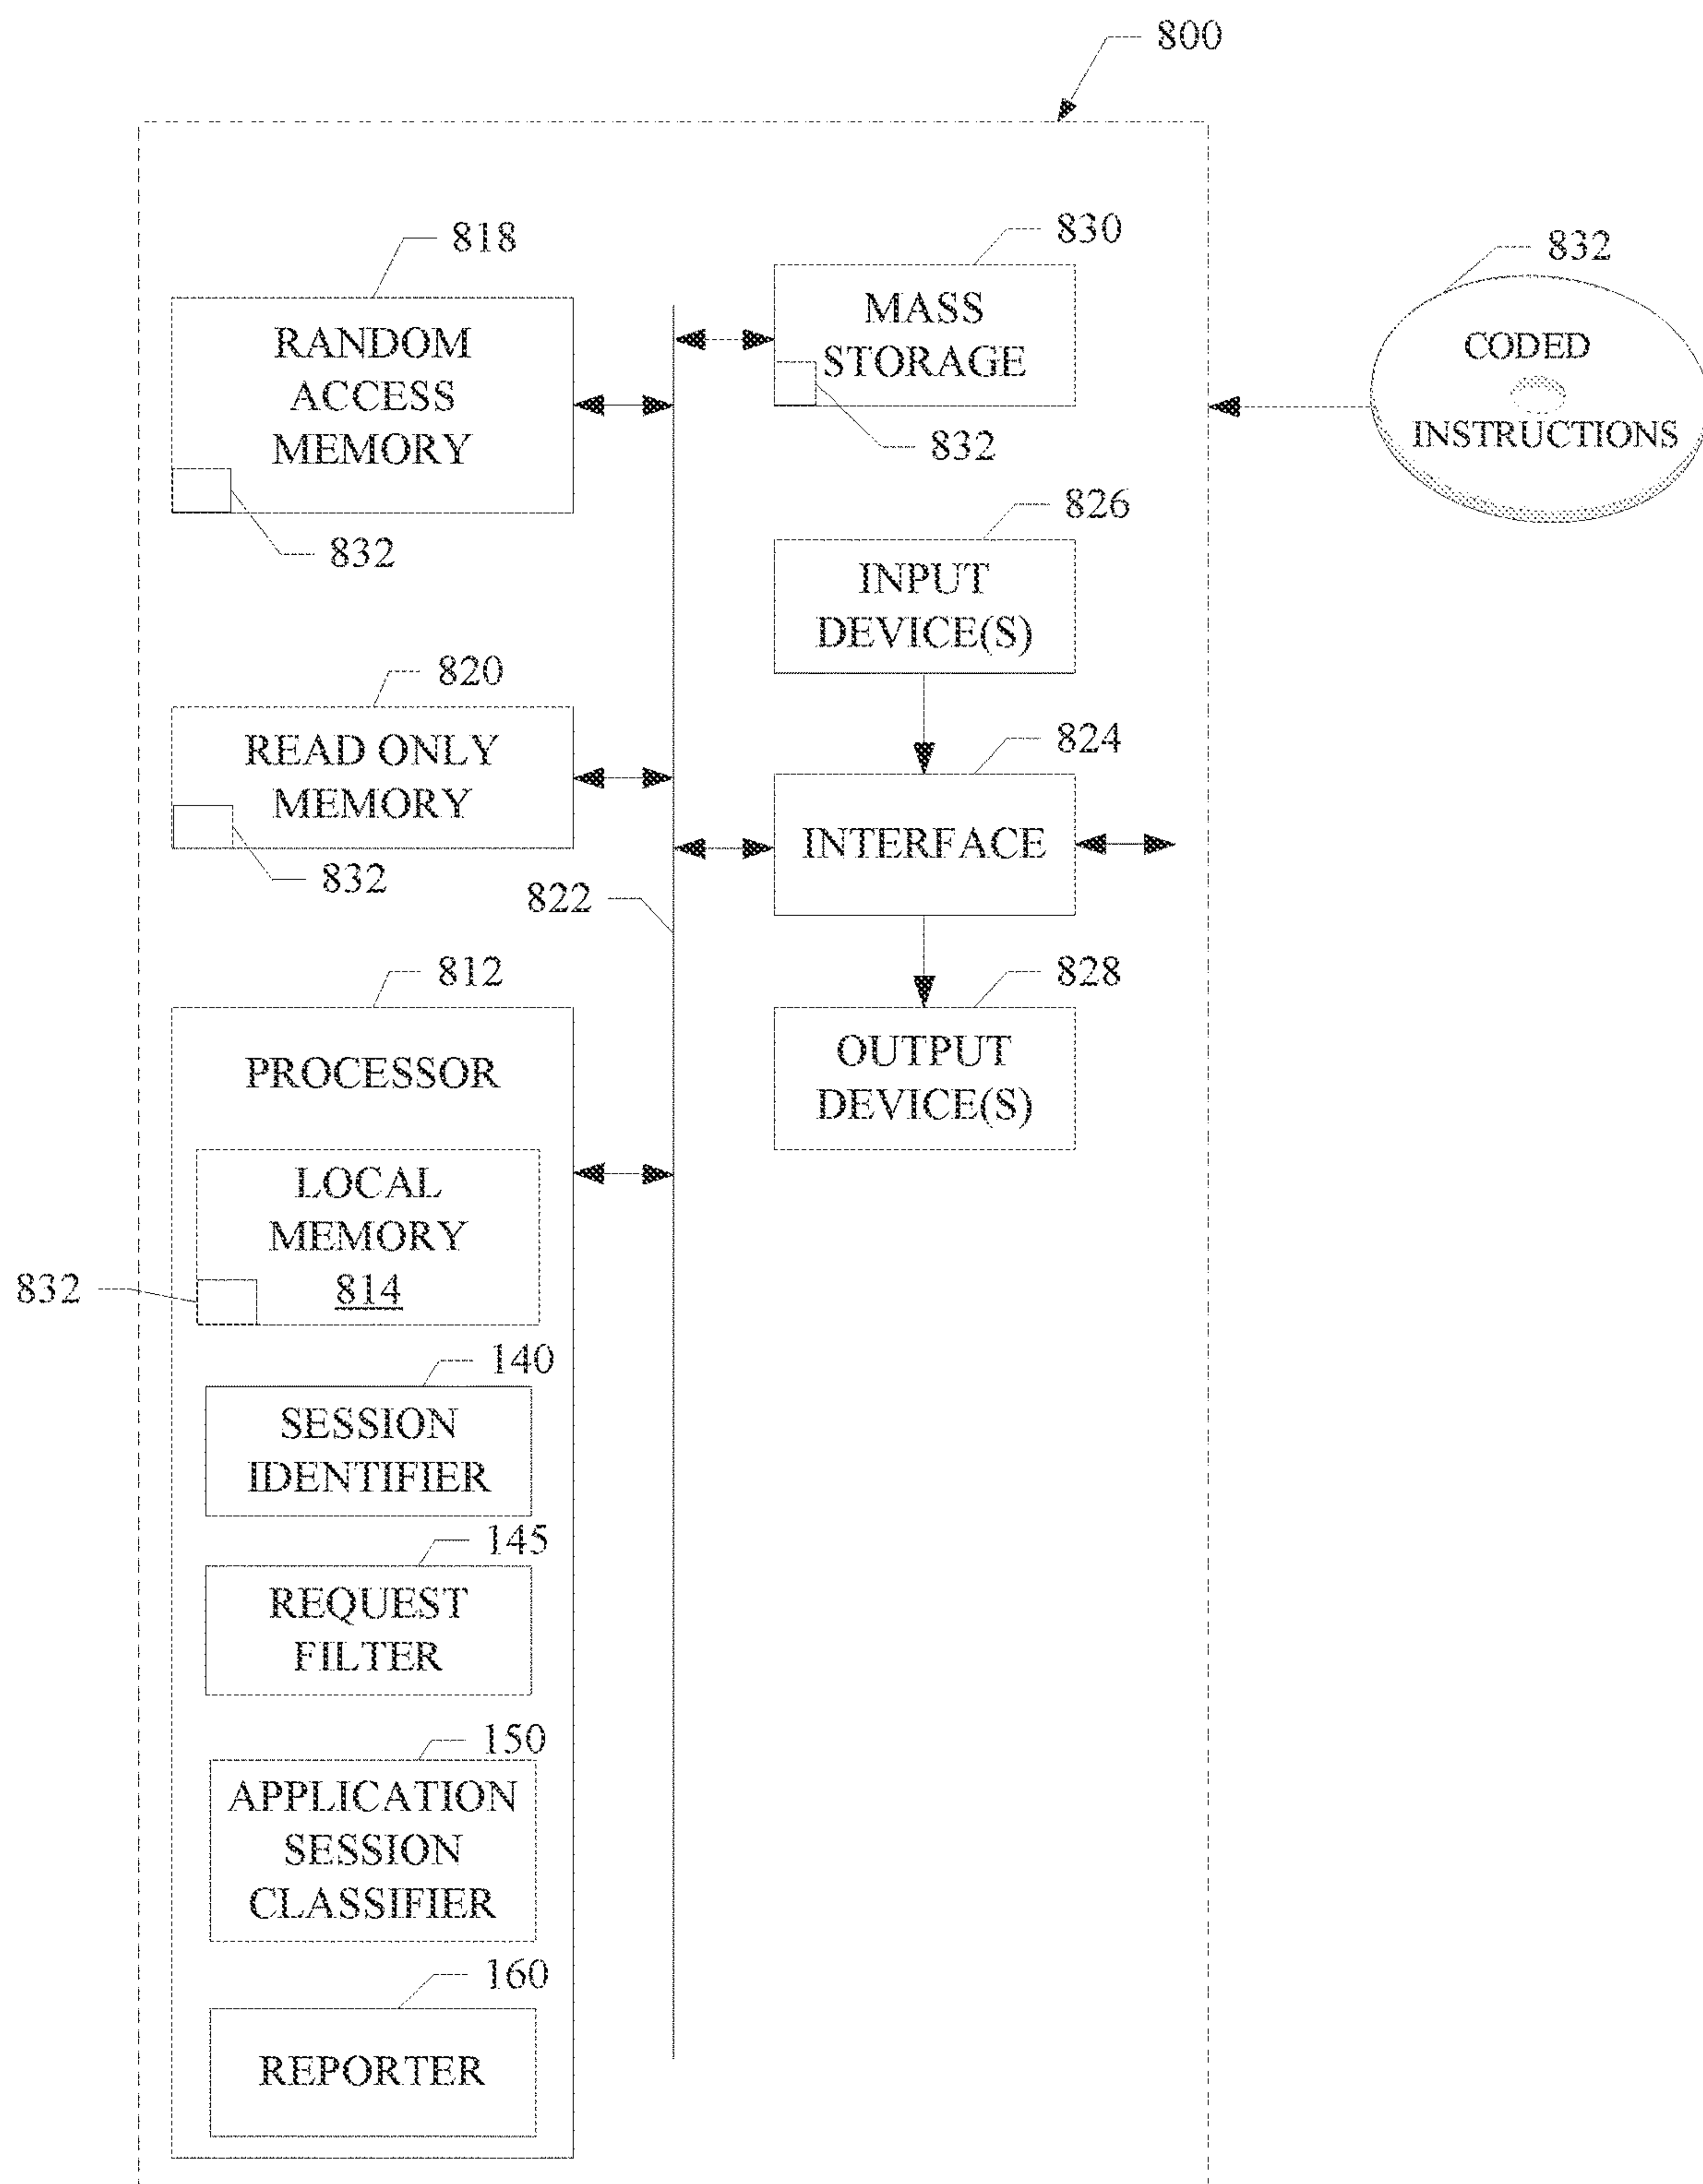 800
818
RANDOM
ACCESS
MEMORY
832
830
MASS
STORAGE
832
832
CODED
INSTRUCTIONS
826
INPUT
DEVICE(S)
820
READ ONLY
MEMORY
832
824
INTERFACE
822
828
OUTPUT
DEVICE(S)
812
PROCESSOR
LOCAL
MEMORY
814
832
140
SESSION
IDENTIFIER
145
REQUEST
FILTER
150
APPLICATION
SESSION
CLASSIFIER
160
REPORTER